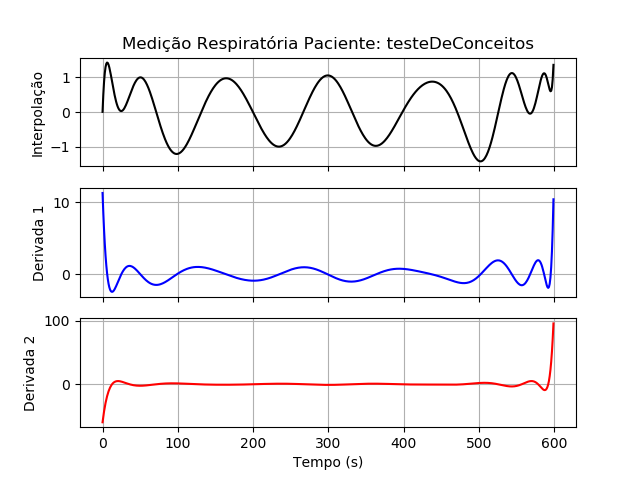 Medição Respiratória Paciente: testeDeConceitos
Interpolação
1
0
−1
Derivada 1
10
0
Derivada 2
100
0
0 100 200 300 400 500 600
Tempo (s)